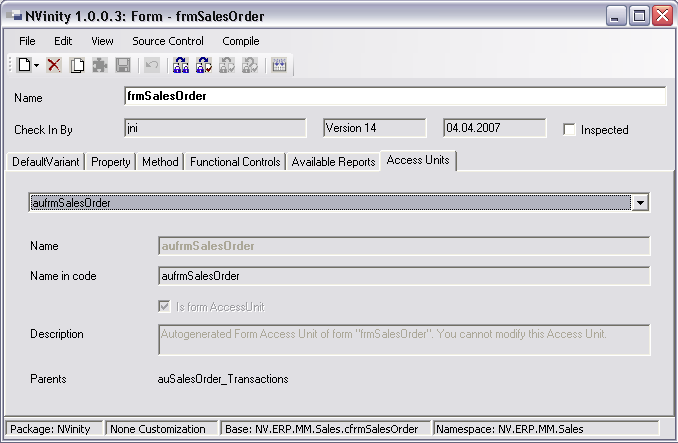 NVinity 1.0.0.3: Form - frmSalesOrder
File Edit View Source Control Compile
Name frmSalesOrder
Check In By jni Version 14 04.04.2007 Inspected
DefaultVariant Property Method Functional Controls Available Reports Access Units
aufrmSalesOrder
Name aufrmSalesOrder
Name in code aufrmSalesOrder
Is form AccessUnit
Description Autogenerated Form Access Unit of form "frmSalesOrder". You cannot modify this Access Unit.
Parents auSalesOrder_Transactions
Package: NVinity None Customization Base: NV.ERP.MM.Sales.cfrmSalesOrder Namespace: NV.ERP.MM.Sales